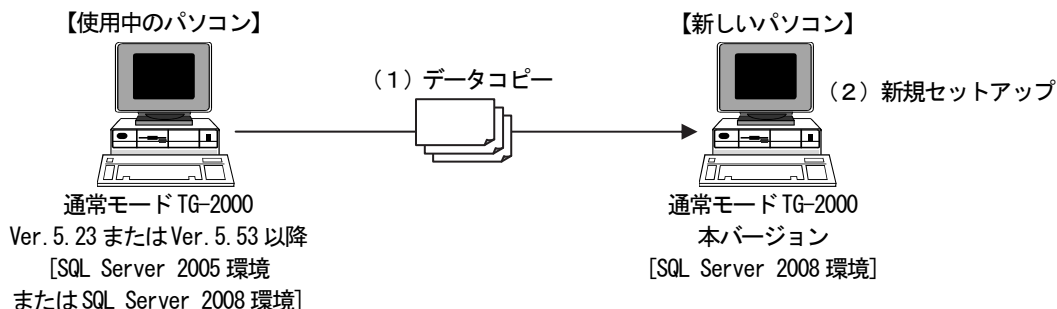 【使用中のパソコン】
【新しいパソコン】
（１）データコピー
（２）新規セットアップ
通常モード TG-2000
Ver.5.23 または Ver.5.53 以降
[SQL Server 2005 環境
または SQL Server 2008 環境]
通常モード TG-2000
本バージョン
[SQL Server 2008 環境]